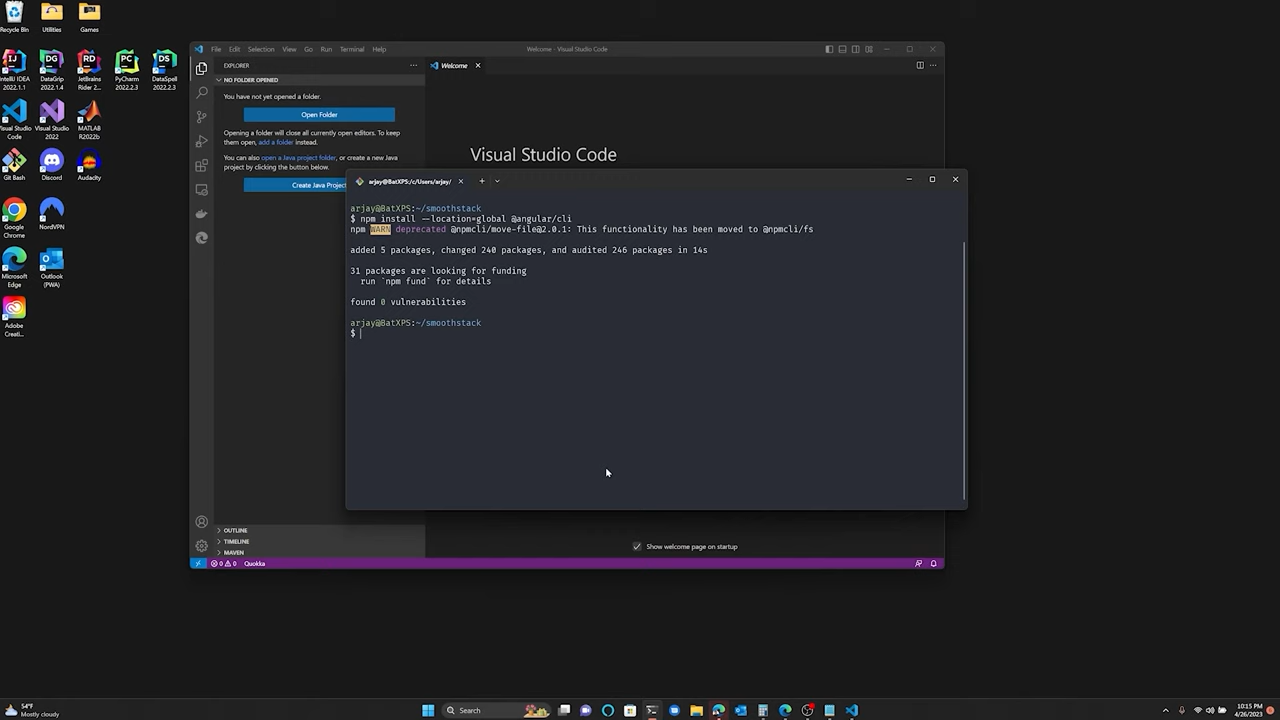 Recycle Bin
Utilities
Games
IntelliJ IDEA 2022.1.1
DataGrip 2022.1.4
JetBrains Rider 2...
PyCharm 2022.2.3
DataSpell 2022.2.3
Visual Studio Code
Visual Studio 2022
MATLAB R2022b
Git Bash
Discord
Audacity
Google Chrome
NordVPN
Microsoft Edge
Outlook (PWA)
Adobe Creati...
File Edit Selection View Go Run Terminal Help
Welcome - Visual Studio Code
EXPLORER
Welcome
NO FOLDER OPENED
You have not yet opened a folder.
Open Folder
Opening a folder will close all currently open editors. To keep
them open, add a folder instead.
You can also open a Java project folder, or create a new Java
project by clicking the button below.
Create Java Project
Visual Studio Code
arjay@BatXPS:/c/Users/arjay/
arjay@BatXPS:~/smoothstack
$ npm install --location=global @angular/cli
npm WARN deprecated @npmcli/move-file@2.0.1: This functionality has been moved to @npmcli/fs
added 5 packages, changed 240 packages, and audited 246 packages in 14s
31 packages are looking for funding
run `npm fund` for details
found 0 vulnerabilities
arjay@BatXPS:~/smoothstack
$
OUTLINE
TIMELINE
MAVEN
Show welcome page on startup
0 0 Quokka
54°F
Mostly cloudy
Search
10:15 PM
4/26/2023